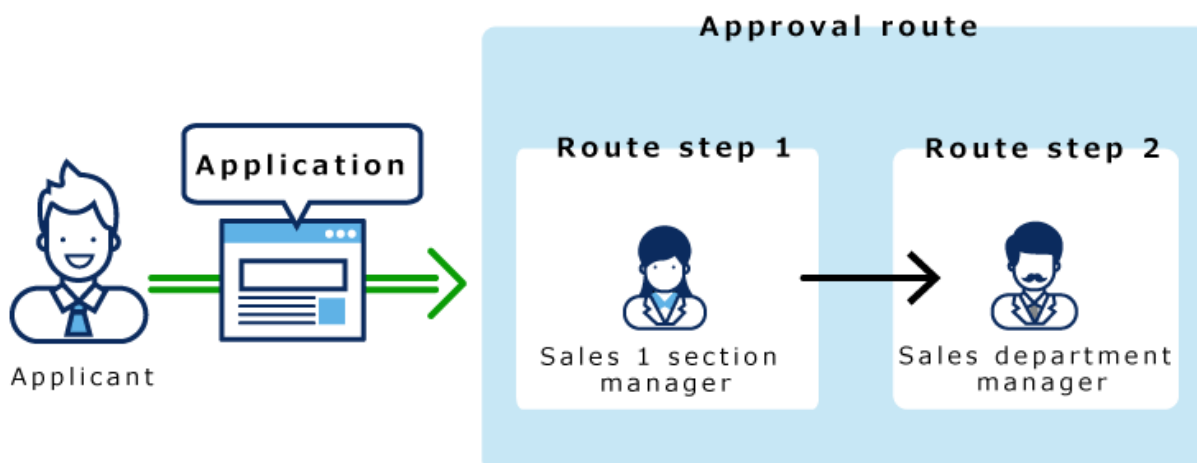 Approval route
Application
Applicant
Route step 1
Sales 1 section
manager
Route step 2
Sales department
manager